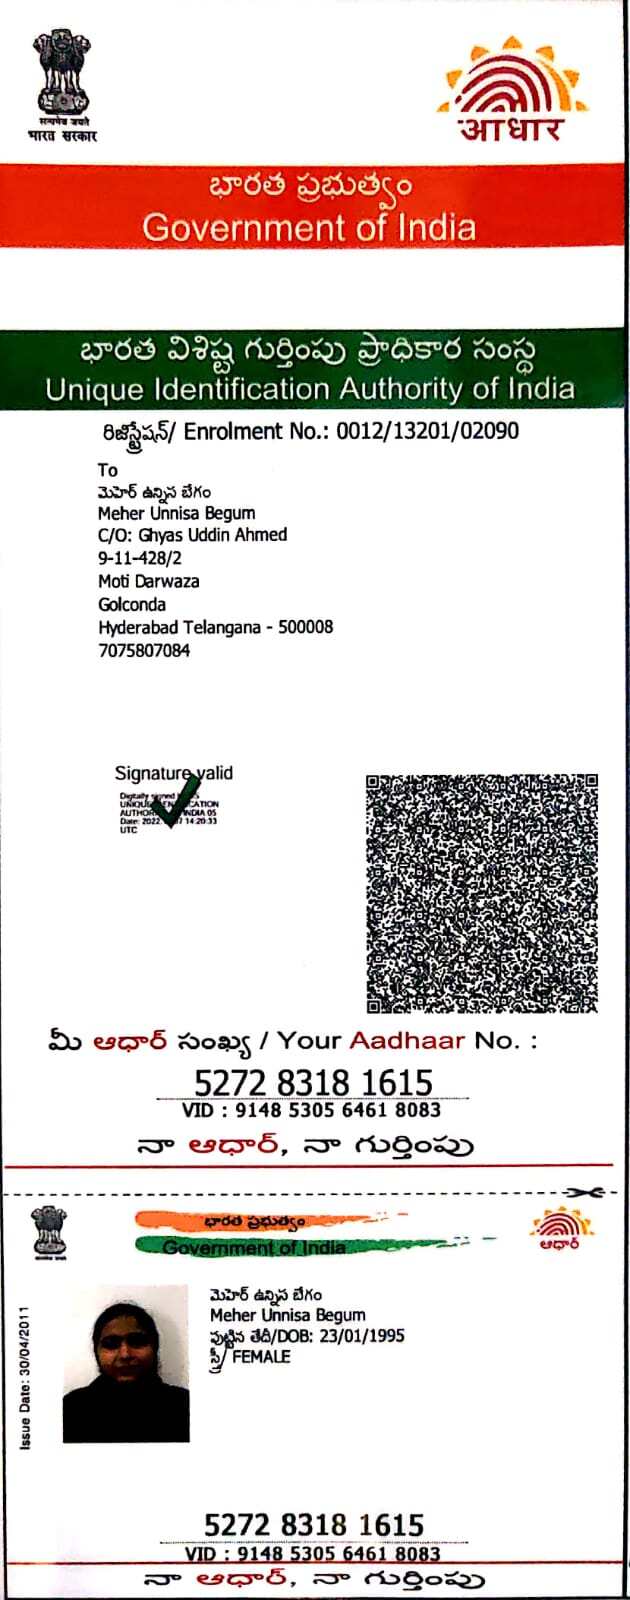 सत्यमेव जयते
भारत सरकार
आधार
భారత ప్రభుత్వం
Government of India
భారత విశిష్ట గుర్తింపు ప్రాధికార సంస్థ
Unique Identification Authority of India
రిజిస్ట్రేషన్/ Enrolment No.: 0012/13201/02090
To
మెహెర్ ఉన్నిస బేగం
Meher Unnisa Begum
C/O: Ghyas Uddin Ahmed
9-11-428/2
Moti Darwaza
Golconda
Hyderabad Telangana - 500008
7075807084
Signature valid
Digitally signed
UNIQUE
AUTHOR INDIA 05
Date: 2022 14:20:33
UTC
మీ ఆధార్ సంఖ్య / Your Aadhaar No. :
5272 8318 1615
VID : 9148 5305 6461 8083
నా ఆధార్, నా గుర్తింపు
భారత ప్రభుత్వం
Government of India
ఆధార్
Issue Date: 30/04/2011
మెహెర్ ఉన్నిస బేగం
Meher Unnisa Begum
పుట్టిన తేదీ/DOB: 23/01/1995
స్త్రీ/ FEMALE
5272 8318 1615
VID : 9148 5305 6461 8083
నా ఆధార్, నా గుర్తింపు